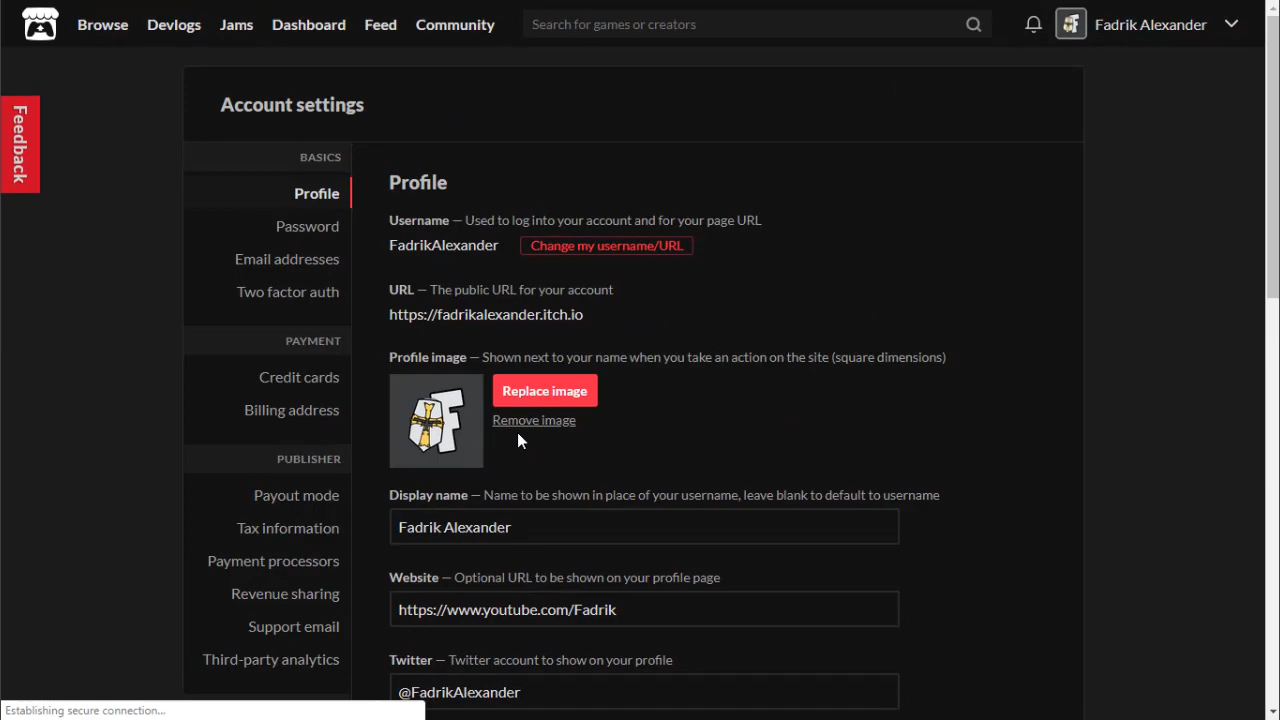 Browse Devlogs Jams Dashboard Feed Community Search for games or creators Fadrik Alexander
Feedback
Account settings
BASICS
Profile
Password
Email addresses
Two factor auth
PAYMENT
Credit cards
Billing address
PUBLISHER
Payout mode
Tax information
Payment processors
Revenue sharing
Support email
Third-party analytics
Profile
Username — Used to log into your account and for your page URL
FadrikAlexander Change my username/URL
URL — The public URL for your account
https://fadrikalexander.itch.io
Profile image — Shown next to your name when you take an action on the site (square dimensions)
F
Replace image
Remove image
Display name — Name to be shown in place of your username, leave blank to default to username
Fadrik Alexander
Website — Optional URL to be shown on your profile page
https://www.youtube.com/Fadrik
Twitter — Twitter account to show on your profile
@FadrikAlexander
Establishing secure connection...